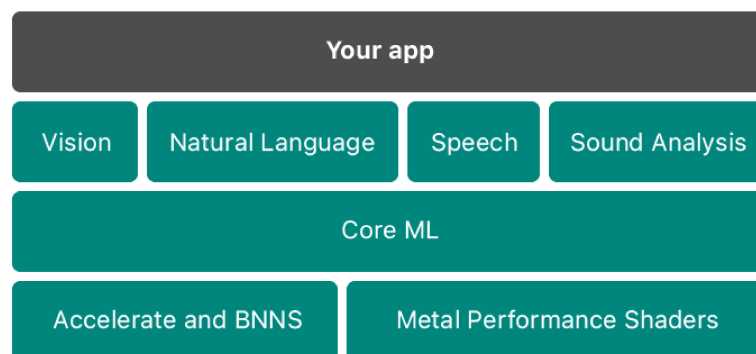 Your app
Vision Natural Language Speech Sound Analysis
Core ML
Accelerate and BNNS Metal Performance Shaders